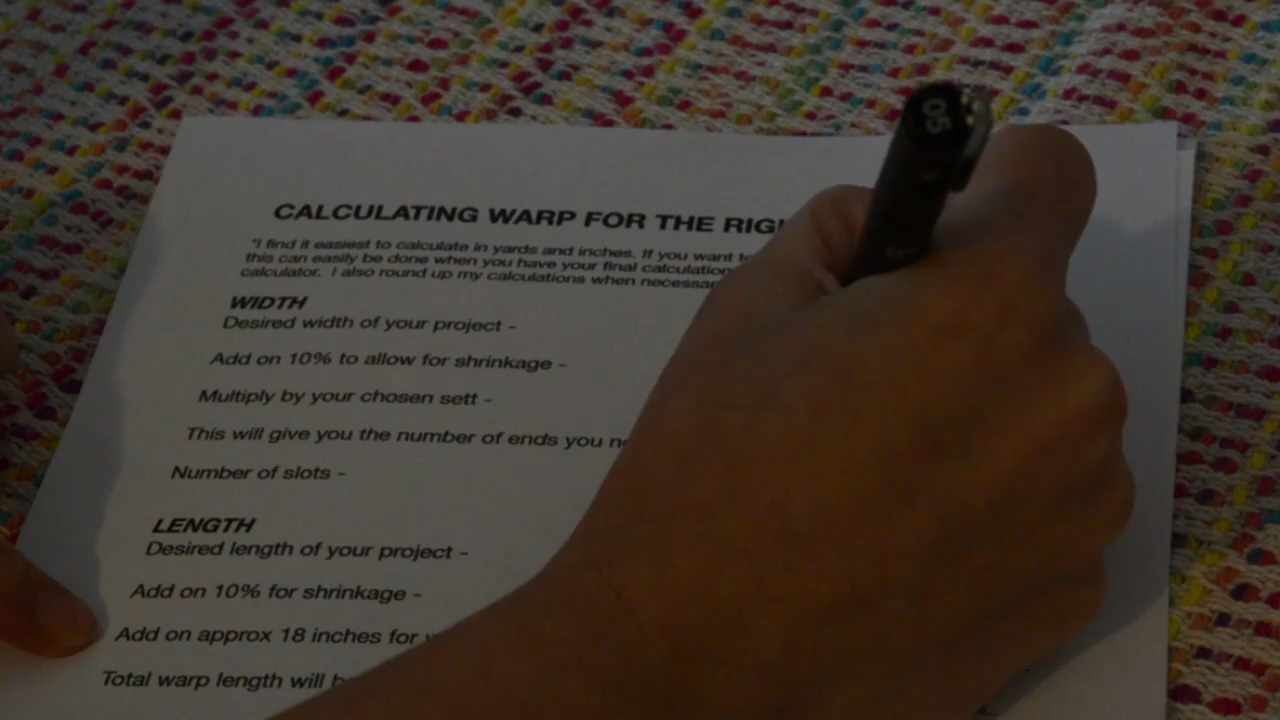 05
CALCULATING WARP FOR THE
"I find it easiest to calculate in yards and inches. If you want
this can easily be done when you have your final calculation
calculator. I also round up my calculations when
WIDTH
Desired width of your project -
Add on 10% to allow for shrinkage -
Multiply by your chosen sett -
This will give you the number of ends you
Number of slots -
LENGTH
Desired length of your project -
Add on 10% for shrinkage -
Add on approx 18 inches for
Total warp length will